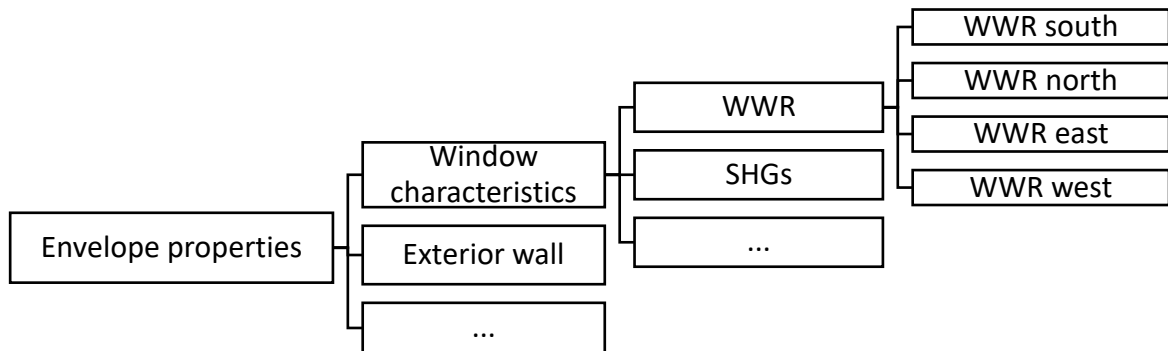 Envelope properties
Window
characteristics
Exterior wall
...
WWR
SHGs
...
WWR south
WWR north
WWR east
WWR west